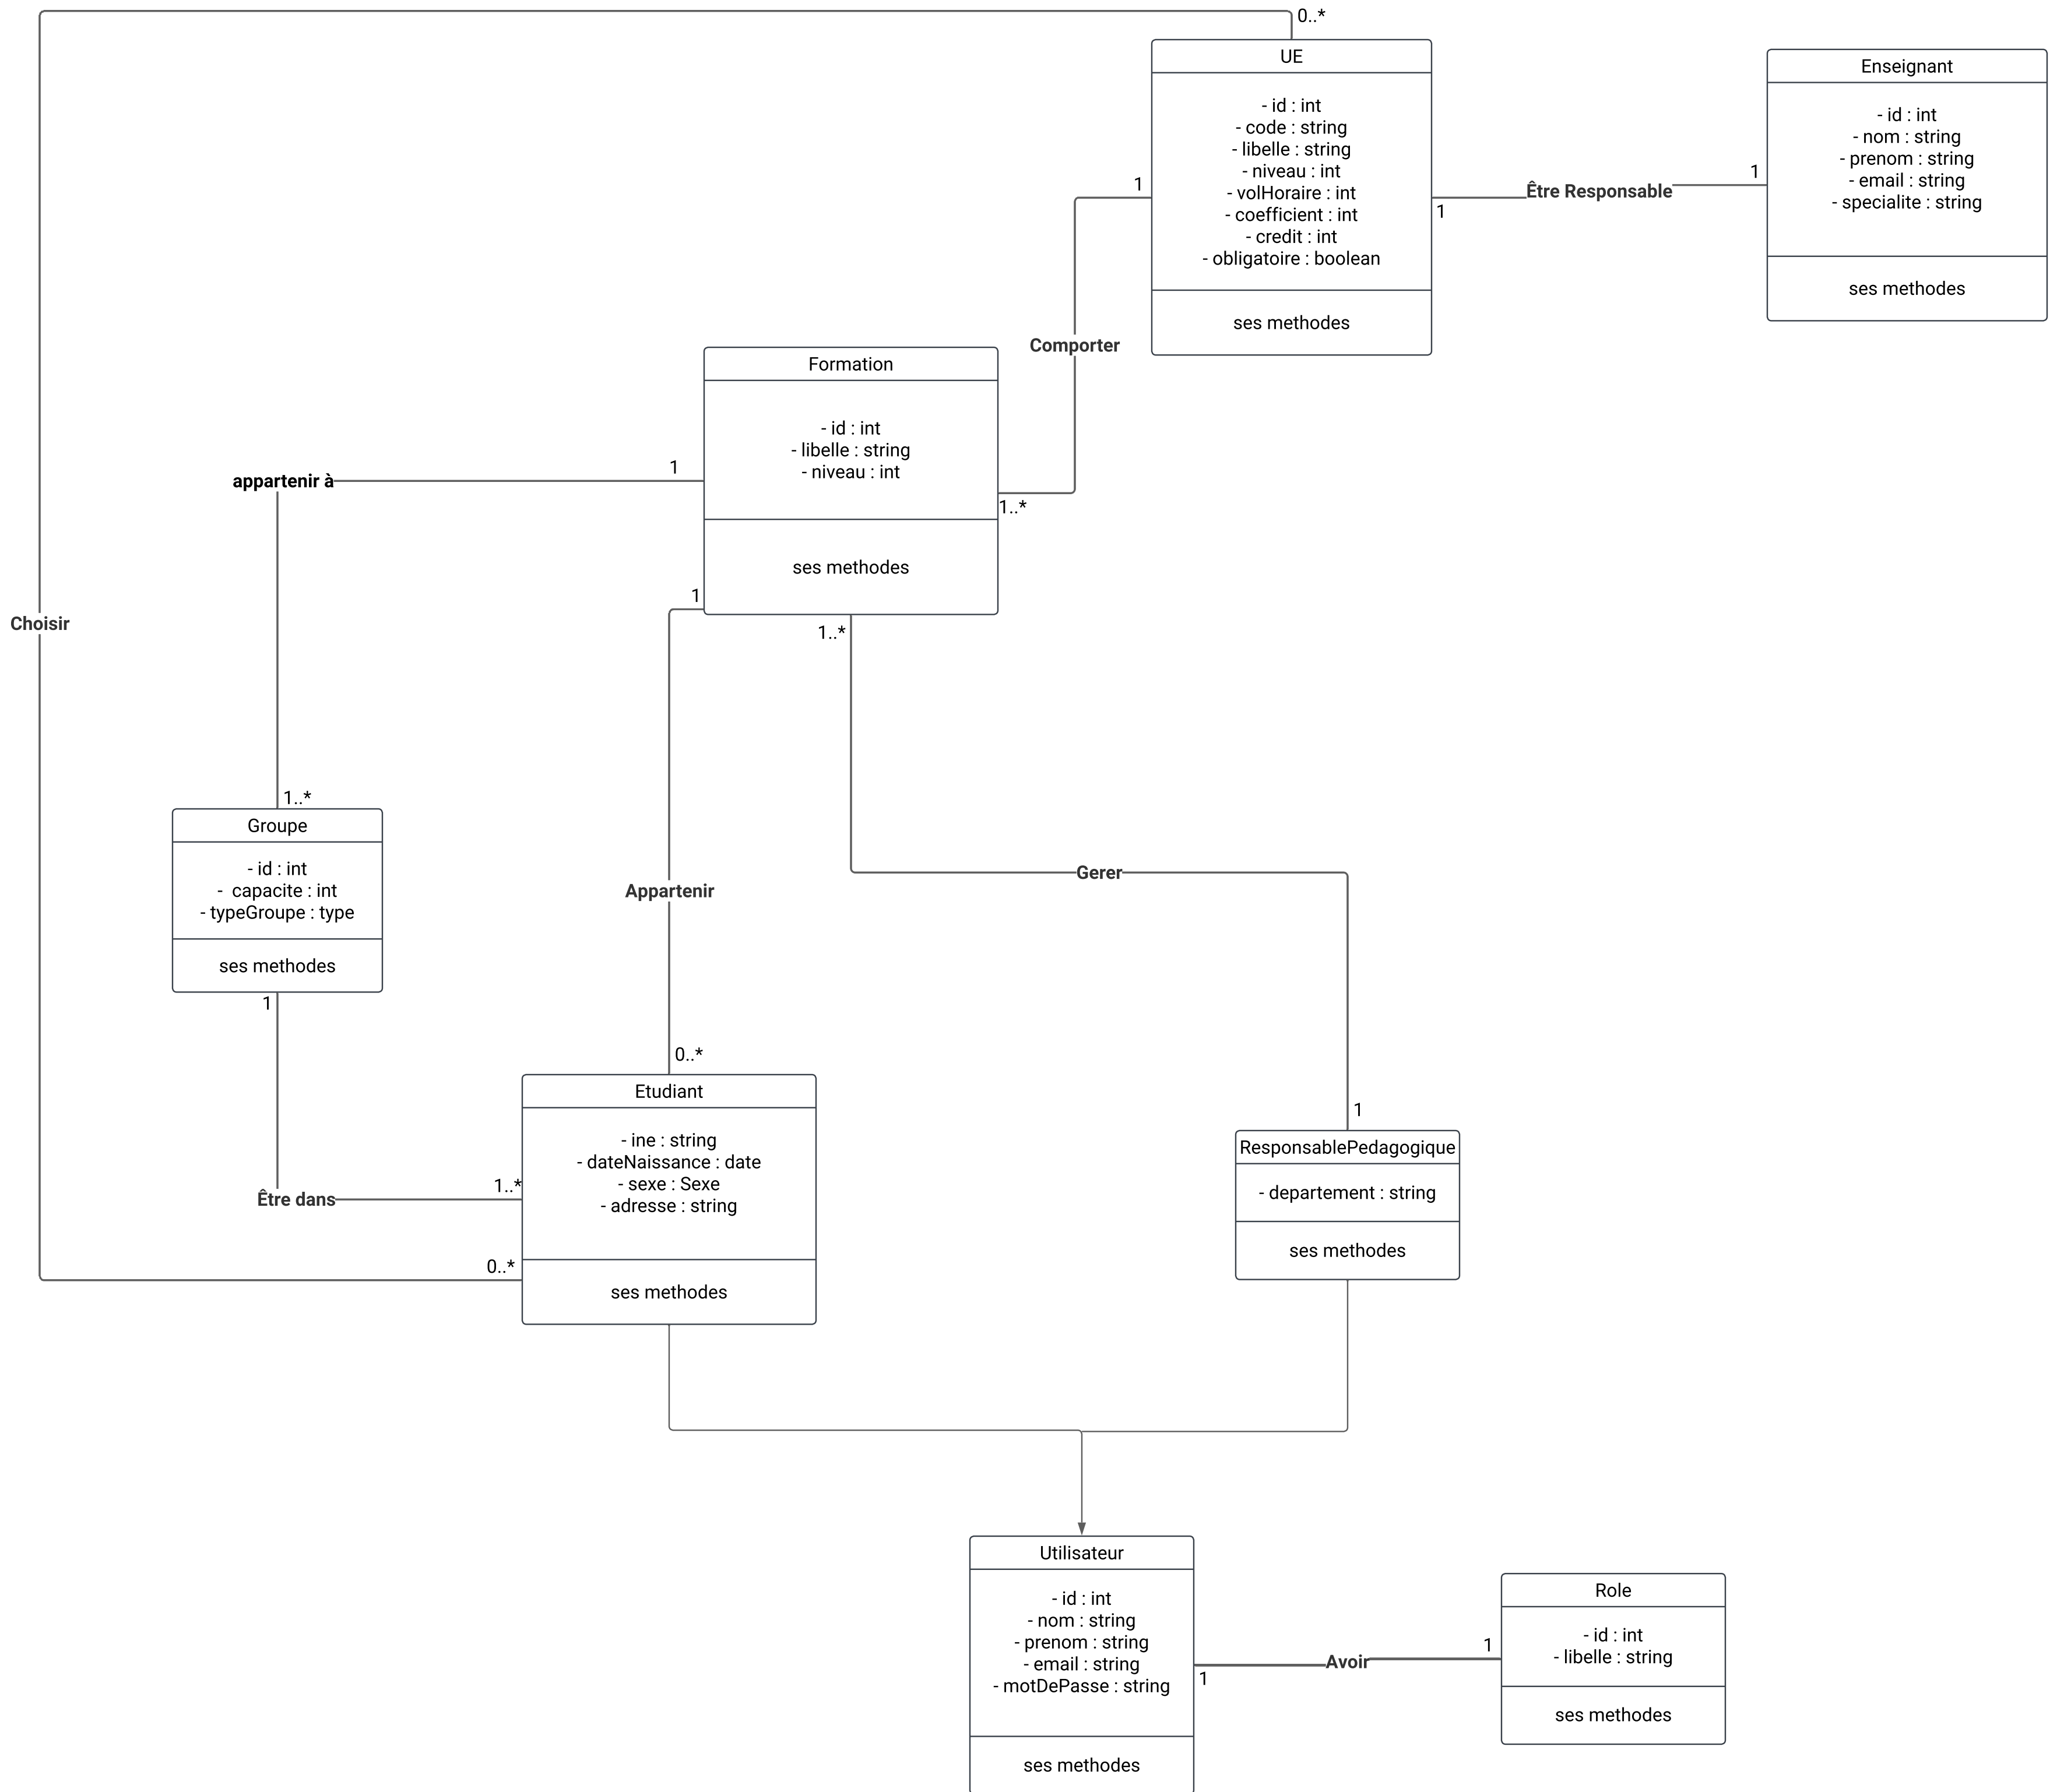 0..*
UE
- id : int
- code : string
- libelle : string
- niveau : int
- volHoraire : int
- coefficient : int
- credit : int
- obligatoire : boolean
ses methodes
1
1
Être Responsable
1
Enseignant
- id : int
- nom : string
- prenom : string
- email : string
- specialite : string
ses methodes
Comporter
Formation
- id : int
- libelle : string
- niveau : int
ses methodes
1
1..*
1
1..*
appartenir à
Choisir
1..*
Groupe
- id : int
- capacite : int
- typeGroupe : type
ses methodes
1
Appartenir
Gerer
0..*
Etudiant
- ine : string
- dateNaissance : date
- sexe : Sexe
- adresse : string
ses methodes
Être dans
1..*
0..*
1
ResponsablePedagogique
- departement : string
ses methodes
Utilisateur
- id : int
- nom : string
- prenom : string
- email : string
- motDePasse : string
ses methodes
1
Avoir
1
Role
- id : int
- libelle : string
ses methodes